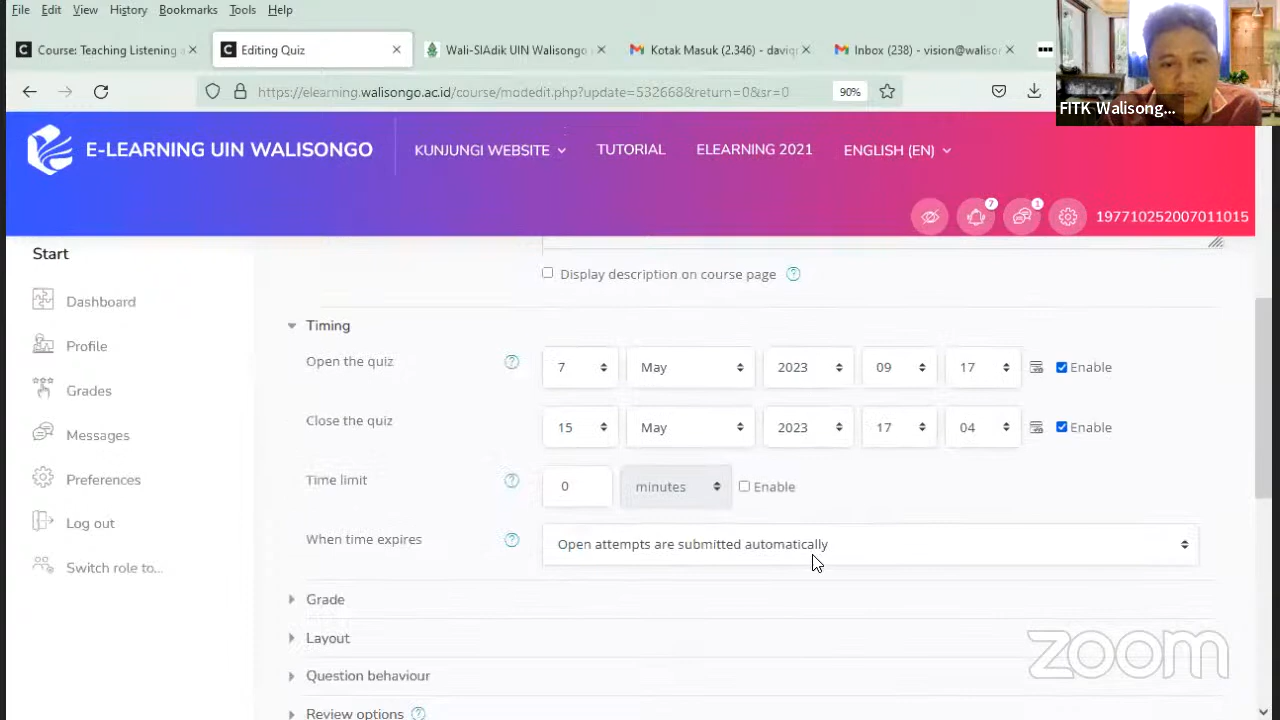 File Edit View History Bookmarks Tools Help
Course: Teaching Listening a
Editing Quiz
Wali-SIAdik UIN Walisongo
Kotak Masuk (2.346) - daviq
Inbox (238) - vision@walison
https://elearning.walisongo.ac.id/course/modedit.php?update=532668&return=0&sr=0 90%
FITK Walisong...
E-LEARNING UIN WALISONGO
KUNJUNGI WEBSITE TUTORIAL ELEARNING 2021 ENGLISH (EN)
7 1 197710252007011015
Start
Dashboard
Profile
Grades
Messages
Preferences
Log out
Switch role to...
Display description on course page
Timing
Open the quiz 7 May 2023 09 17 Enable
Close the quiz 15 May 2023 17 04 Enable
Time limit 0 minutes Enable
When time expires Open attempts are submitted automatically
Grade
Layout
Question behaviour
Review options
zoom